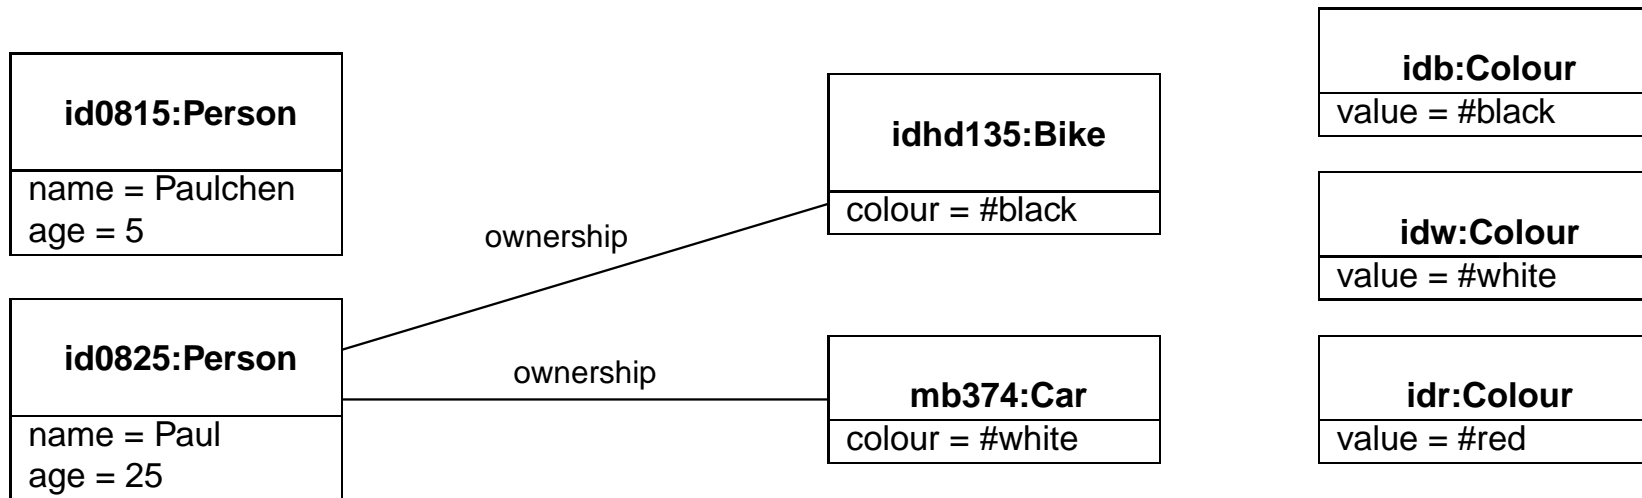 id0815:Person
name = Paulchen
age = 5
id0825:Person
name = Paul
age = 25
ownership
ownership
idhd135:Bike
colour = #black
mb374:Car
colour = #white
idb:Colour
value = #black
idw:Colour
value = #white
idr:Colour
value = #red